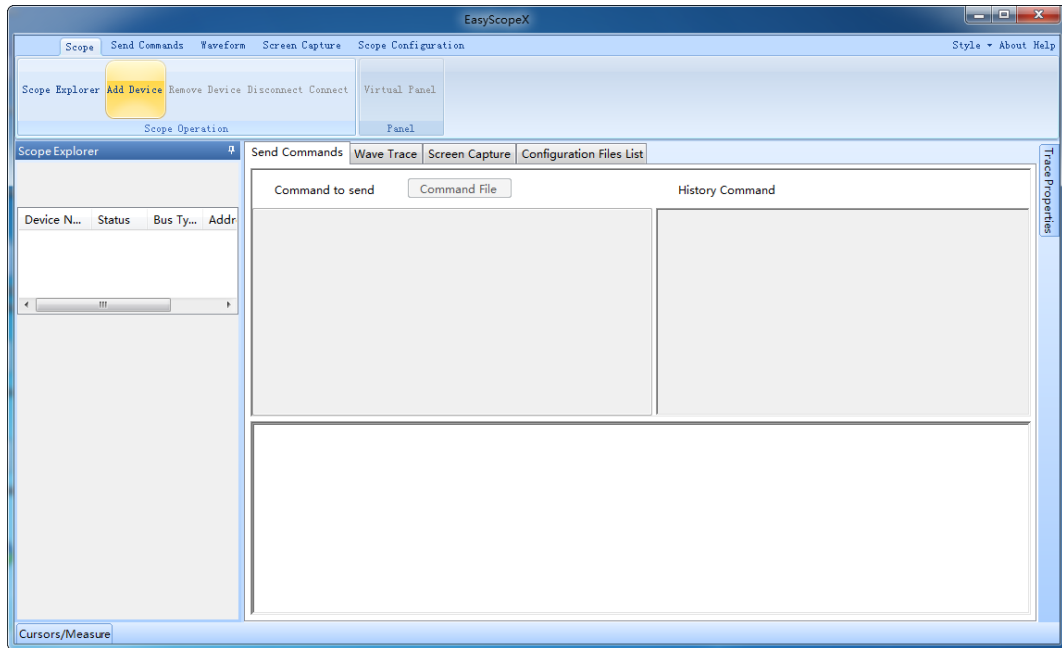 EasyScopeX
Scope Send Commands Waveform Screen Capture Scope Configuration Style About Help
Scope Explorer Add Device Remove Device Disconnect Connect Virtual Panel
Scope Operation Panel
Scope Explorer
Send Commands Wave Trace Screen Capture Configuration Files List
Trace Properties
Command to send Command File History Command
Device N... Status Bus Ty... Addr
Cursors/Measure